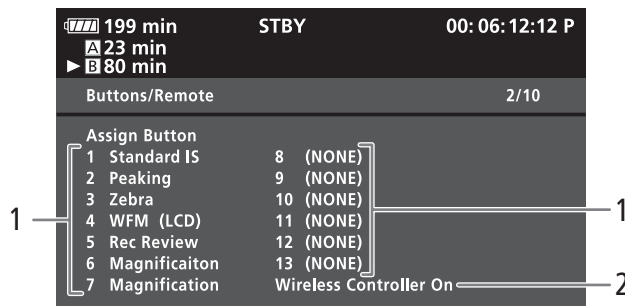 199 min STBY 00: 06: 12:12 P
A 23 min
B 80 min
Buttons/Remote 2/10
Assign Button
1 Standard IS 8 (NONE)
2 Peaking 9 (NONE)
3 Zebra 10 (NONE)
4 WFM (LCD) 11 (NONE)
5 Rec Review 12 (NONE)
6 Magnificaiton 13 (NONE)
7 Magnification Wireless Controller On
1
1
2